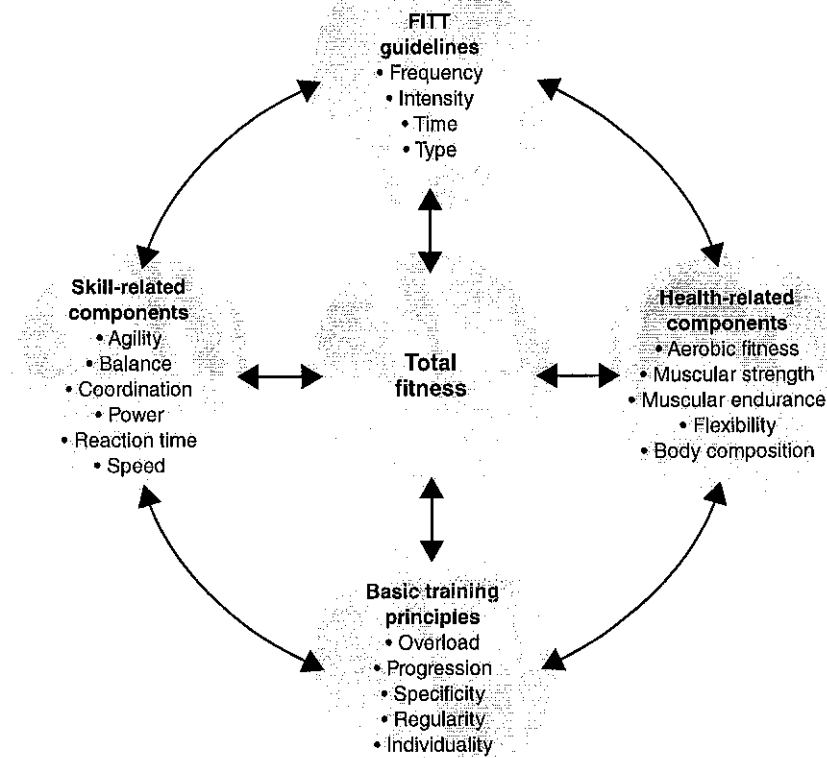 FITT
guidelines
• Frequency
• Intensity
• Time
• Type
Skill-related
components
• Agility
• Balance
• Coordination
• Power
• Reaction time
• Speed
Total
fitness
Health-related
components
• Aerobic fitness
• Muscular strength
• Muscular endurance
• Flexibility
• Body composition
Basic training
principles
• Overload
• Progression
• Specificity
• Regularity
• Individuality